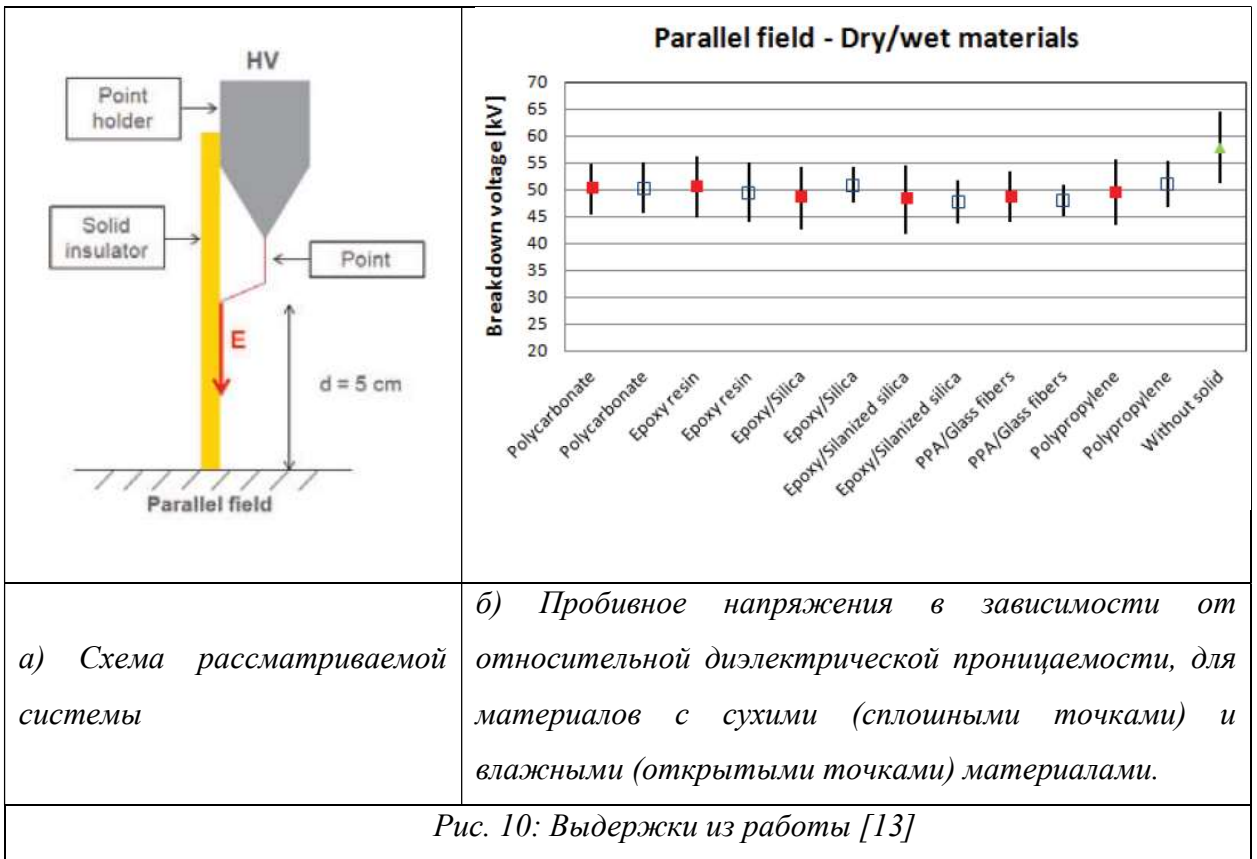 HV
Point
holder
Solid
insulator
Point
E
d = 5 cm
Parallel field
Parallel field - Dry/wet materials
Breakdown voltage [kV]
70
65
60
55
50
45
40
35
30
25
20
Polycarbonate
Polycarbonate
Epoxy resin
Epoxy resin
Epoxy/Silica
Epoxy/Silica
Epoxy/Silanized silica
Epoxy/Silanized silica
PPA/Glass fibers
PPA/Glass fibers
Polypropylene
Polypropylene
Without solid
а) Схема рассматриваемой
системы
б) Пробивное напряжения в зависимости от
относительной диэлектрической проницаемости, для
материалов с сухими (сплошными точками) и
влажными (открытыми точками) материалами.
Рис. 10: Выдержки из работы [13]